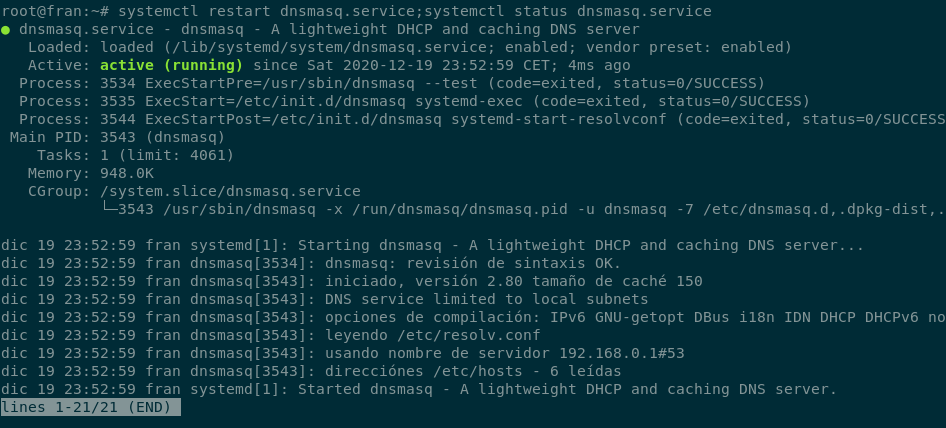 root@fran:~# systemctl restart dnsmasq.service;systemctl status dnsmasq.service
● dnsmasq.service - dnsmasq - A lightweight DHCP and caching DNS server
   Loaded: loaded (/lib/systemd/system/dnsmasq.service; enabled; vendor preset: enabled)
   Active: active (running) since Sat 2020-12-19 23:52:59 CET; 4ms ago
  Process: 3534 ExecStartPre=/usr/sbin/dnsmasq --test (code=exited, status=0/SUCCESS)
  Process: 3535 ExecStart=/etc/init.d/dnsmasq systemd-exec (code=exited, status=0/SUCCESS)
  Process: 3544 ExecStartPost=/etc/init.d/dnsmasq systemd-start-resolvconf (code=exited, status=0/SUCCESS
 Main PID: 3543 (dnsmasq)
    Tasks: 1 (limit: 4061)
   Memory: 948.0K
   CGroup: /system.slice/dnsmasq.service
           └─3543 /usr/sbin/dnsmasq -x /run/dnsmasq/dnsmasq.pid -u dnsmasq -7 /etc/dnsmasq.d,.dpkg-dist,.
dic 19 23:52:59 fran systemd[1]: Starting dnsmasq - A lightweight DHCP and caching DNS server...
dic 19 23:52:59 fran dnsmasq[3534]: dnsmasq: revisión de sintaxis OK.
dic 19 23:52:59 fran dnsmasq[3543]: iniciado, versión 2.80 tamaño de caché 150
dic 19 23:52:59 fran dnsmasq[3543]: DNS service limited to local subnets
dic 19 23:52:59 fran dnsmasq[3543]: opciones de compilación: IPv6 GNU-getopt DBus i18n IDN DHCP DHCPv6 no
dic 19 23:52:59 fran dnsmasq[3543]: leyendo /etc/resolv.conf
dic 19 23:52:59 fran dnsmasq[3543]: usando nombre de servidor 192.168.0.1#53
dic 19 23:52:59 fran dnsmasq[3543]: direcciónes /etc/hosts - 6 leídas
dic 19 23:52:59 fran systemd[1]: Started dnsmasq - A lightweight DHCP and caching DNS server.
lines 1-21/21 (END)